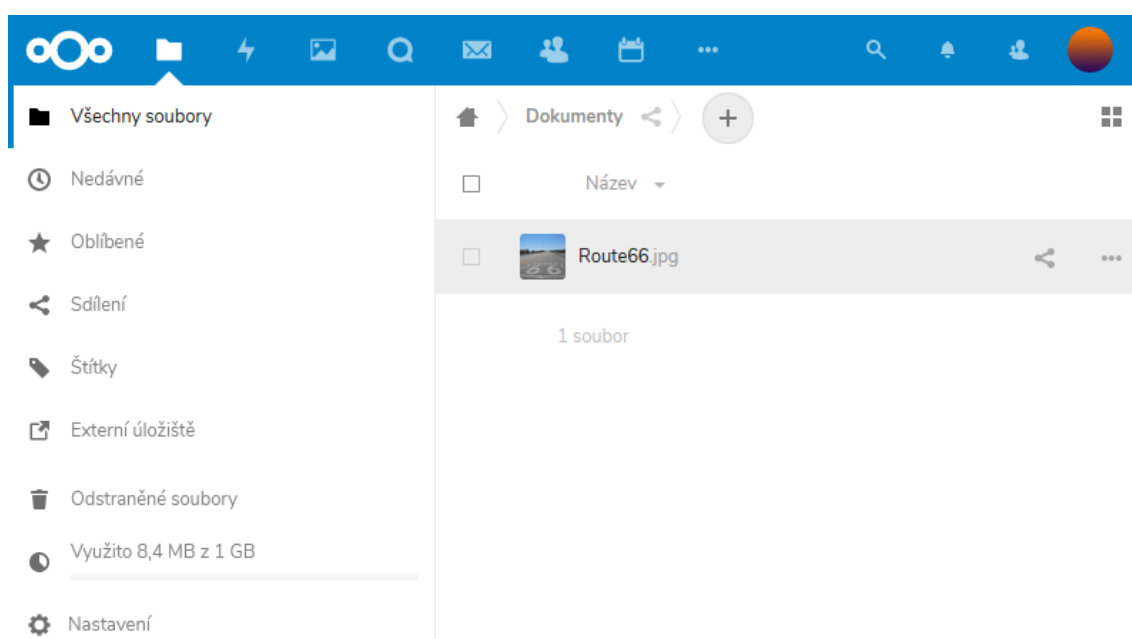 Všechny soubory
Nedávné
Oblíbené
Sdílení
Štítky
Externí úložiště
Odstraněné soubory
Využito 8,4 MB z 1 GB
Nastavení
Dokumenty
Název
Route66.jpg
1 soubor